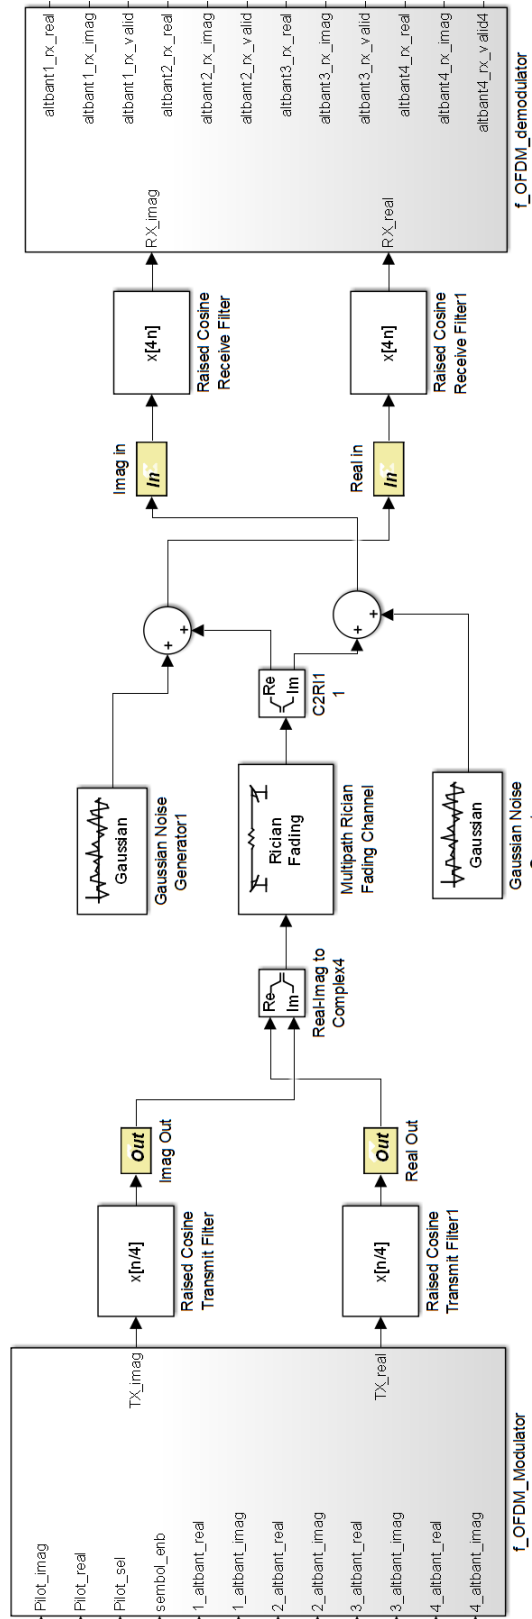 Pilot_imag
Pilot_real
Pilot_sel
sembol_enb
1_altbant_real
1_altbant_imag
2_altbant_real
2_altbant_imag
3_altbant_real
3_altbant_imag
4_altbant_real
4_altbant_imag
TX_imag
TX_real
f_OFDM_Modulator
x[n/4]
Raised Cosine
Transmit Filter
x[n/4]
Raised Cosine
Transmit Filter1
Out
Imag Out
Out
Real Out
Re
Im
Real-Imag to
Complex4
Gaussian
Gaussian Noise
Generator1
Rician
Fading
Multipath Rician
Fading Channel
Gaussian
Gaussian Noise
Re
Im
C2RI1
1
+
+
+
+
Imag in
In
Real in
In
x[4n]
Raised Cosine
Receive Filter
x[4n]
Raised Cosine
Receive Filter1
RX_imag
RX_real
altbant1_rx_real
altbant1_rx_imag
altbant1_rx_valid
altbant2_rx_real
altbant2_rx_imag
altbant2_rx_valid
altbant3_rx_real
altbant3_rx_imag
altbant3_rx_valid
altbant4_rx_real
altbant4_rx_imag
altbant4_rx_valid4
f_OFDM_demodulator